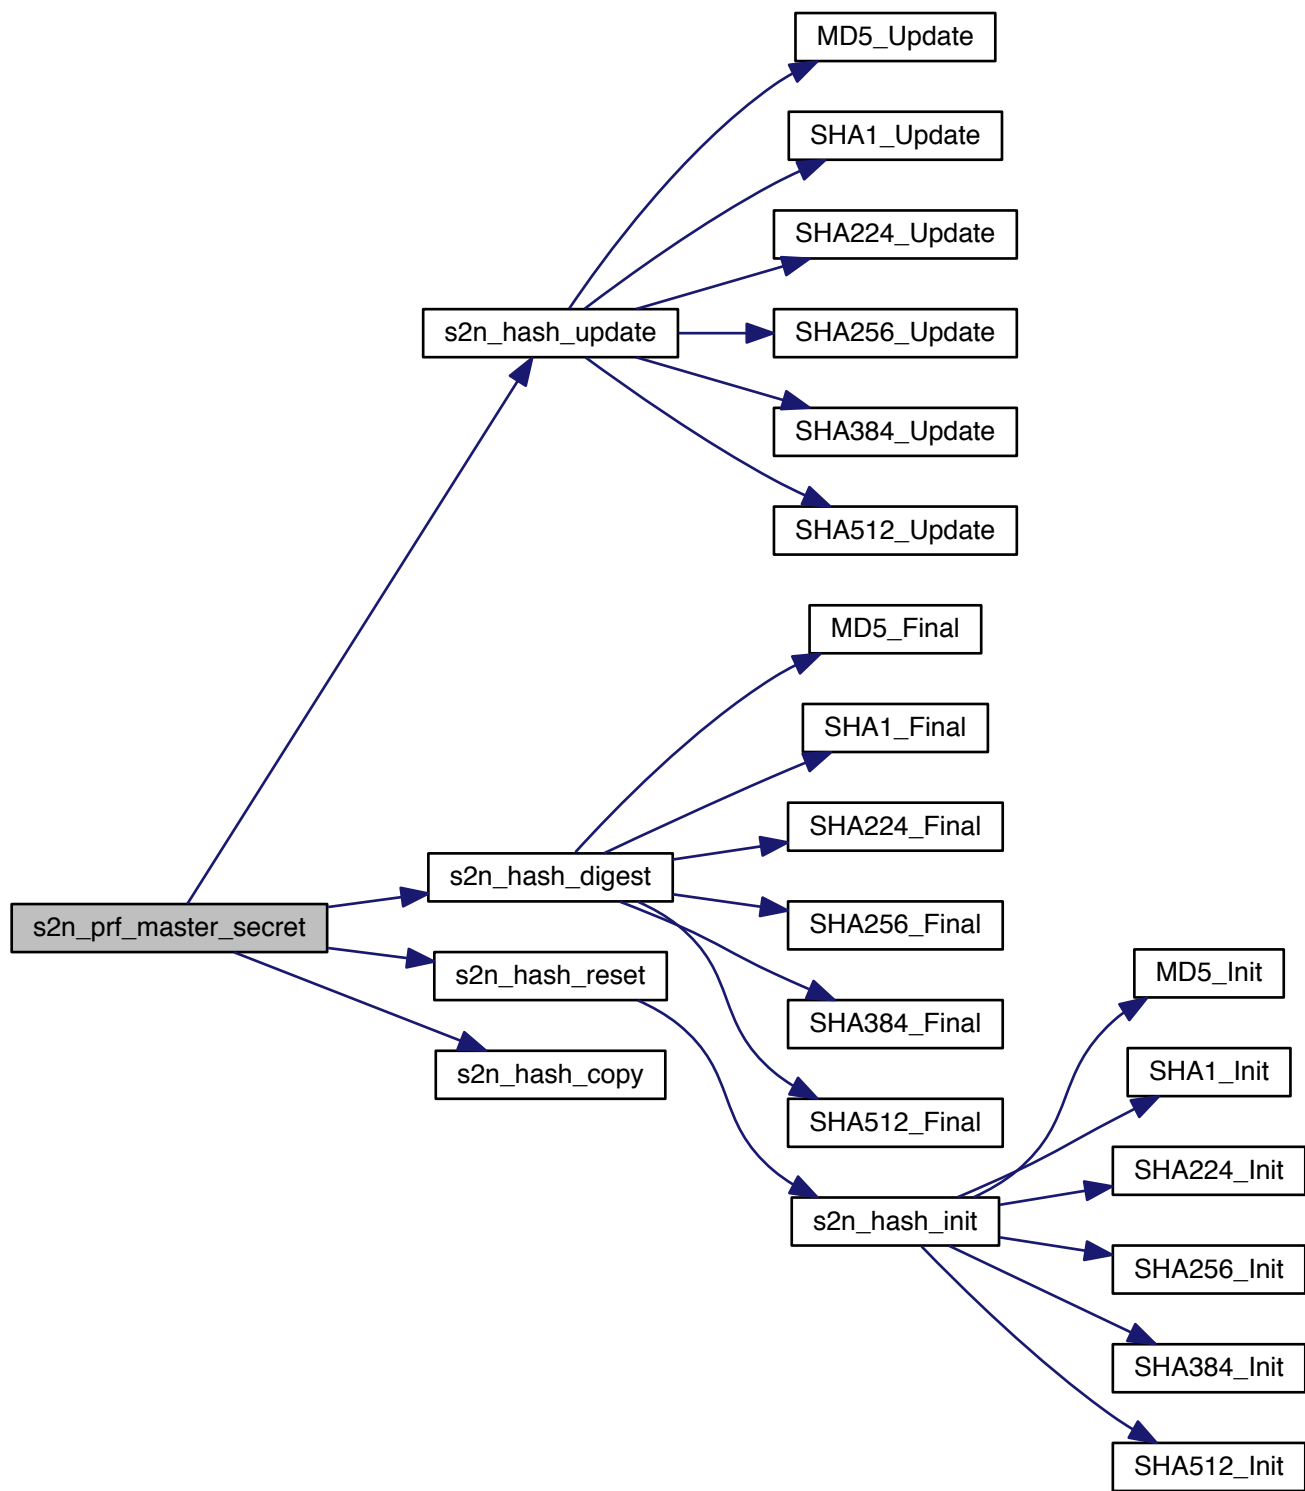 MD5_Update
SHA1_Update
SHA224_Update
s2n_hash_update
SHA256_Update
SHA384_Update
SHA512_Update
MD5_Final
SHA1_Final
SHA224_Final
s2n_hash_digest
s2n_prf_master_secret
SHA256_Final
s2n_hash_reset
MD5_Init
SHA384_Final
s2n_hash_copy
SHA1_Init
SHA512_Final
SHA224_Init
s2n_hash_init
SHA256_Init
SHA384_Init
SHA512_Init